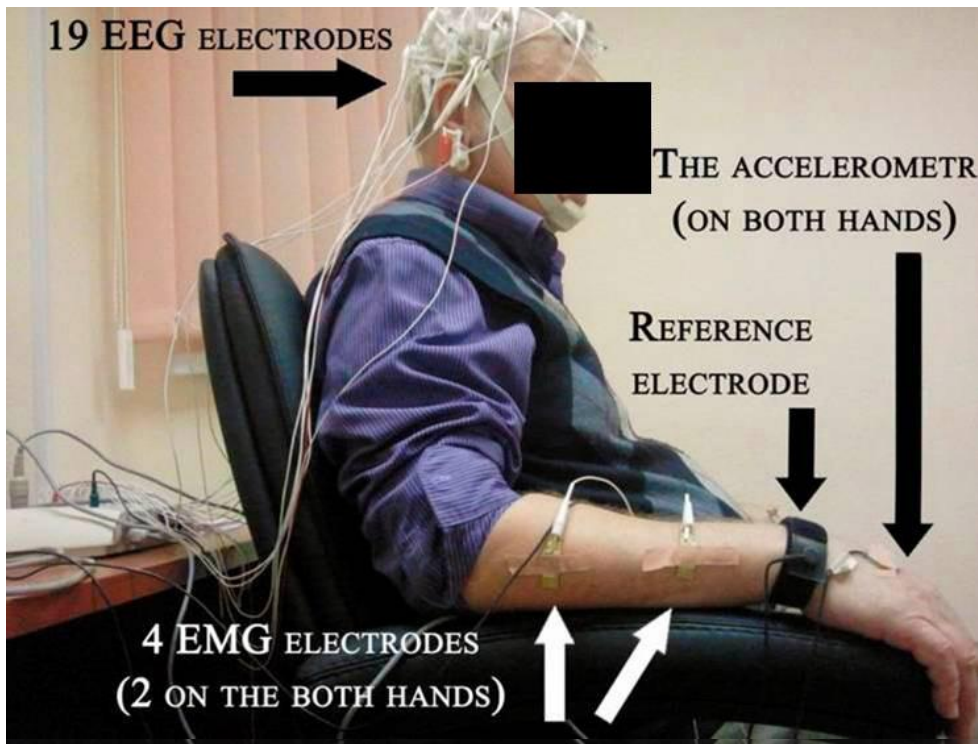 19 EEG ELECTRODES
THE ACCELEROMETR
(ON BOTH HANDS)
REFERENCE
ELECTRODE
4 EMG ELECTRODES
(2 ON THE BOTH HANDS)